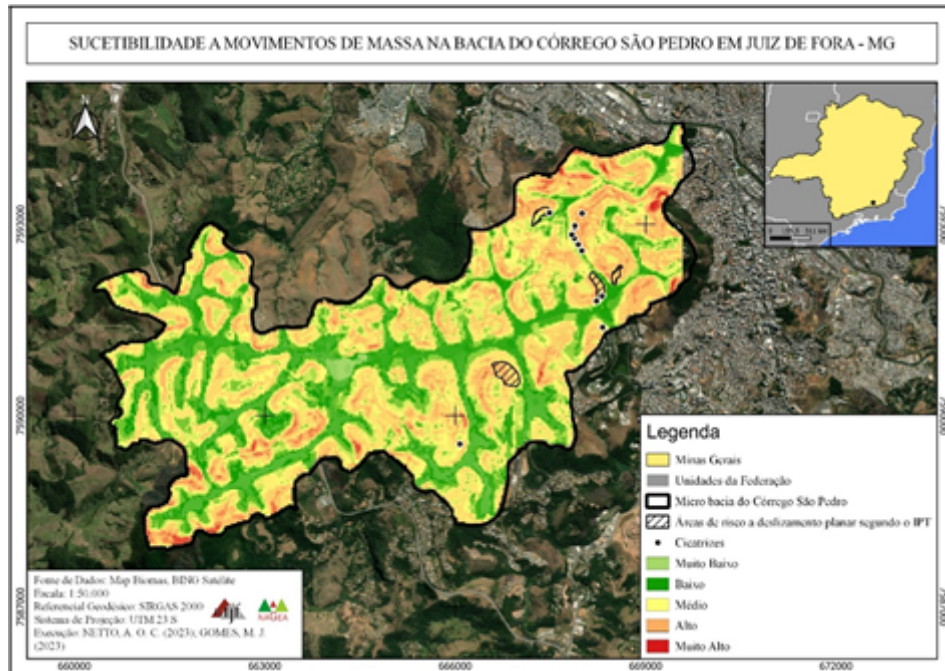 SUCETIBILIDADE A MOVIMENTOS DE MASSA NA BACIA DO CÓRREGO SÃO PEDRO EM JUIZ DE FORA - MG
7593000
7590000
7587000
Legenda
Minas Gerais
Unidades da Federação
Micro bacia do Córrego São Pedro
Áreas de risco a deslizamento planar segundo o IPT
Cicatrizes
Muito Baixo
Baixo
Médio
Alto
Muito Alto
Fonte de Dados: Map Biomas, BING Satélite
Escala: 1:50.000
Referencial Geodésico: SIRGAS 2000
Sistema de Projeção: UTM 23 S
Execução: NETTO, A. O. C. (2023); GOMES, M. J.
(2023)
660000
663000
666000
669000
672000